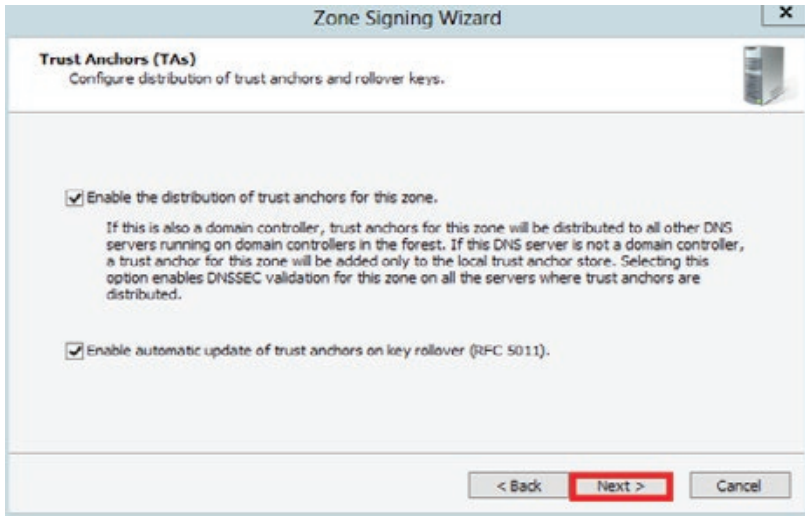 Zone Signing Wizard
x
Trust Anchors (TAs)
Configure distribution of trust anchors and rollover keys.
Enable the distribution of trust anchors for this zone.
If this is also a domain controller, trust anchors for this zone will be distributed to all other DNS
servers running on domain controllers in the forest. If this DNS server is not a domain controller,
a trust anchor for this zone will be added only to the local trust anchor store. Selecting this
option enables DNSSEC validation for this zone on all the servers where trust anchors are
distributed.
Enable automatic update of trust anchors on key rollover (RFC 5011).
< Back Next > Cancel